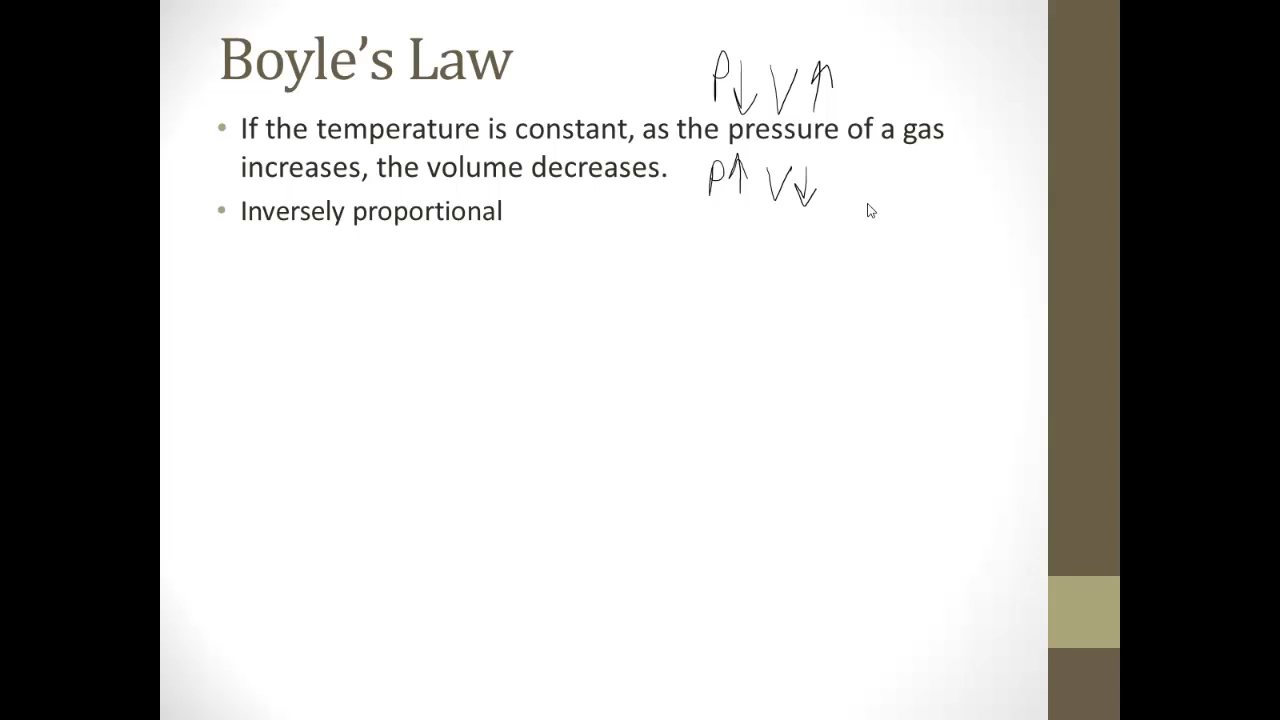 Boyle's Law
P↓ V↑
• If the temperature is constant, as the pressure of a gas
increases, the volume decreases.
P↑ V↓
• Inversely proportional